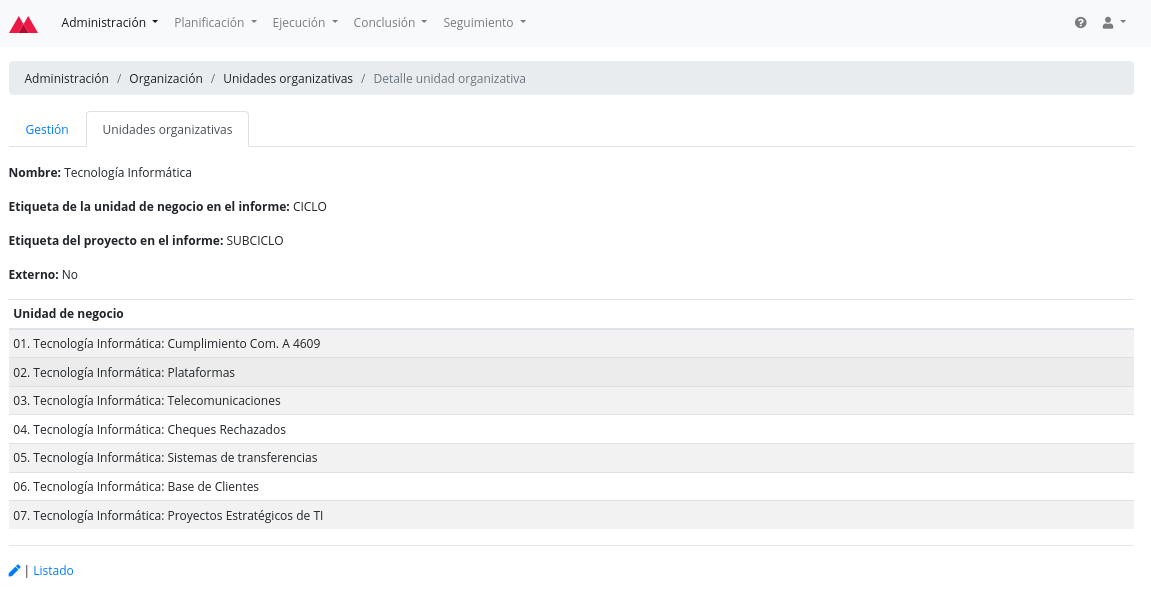 Administración Planificación Ejecución Conclusión Seguimiento
Administración / Organización / Unidades organizativas / Detalle unidad organizativa
Gestión Unidades organizativas
Nombre: Tecnología Informática
Etiqueta de la unidad de negocio en el informe: CICLO
Etiqueta del proyecto en el informe: SUBCICLO
Externo: No
Unidad de negocio
01. Tecnología Informática: Cumplimiento Com. A 4609
02. Tecnología Informática: Plataformas
03. Tecnología Informática: Telecomunicaciones
04. Tecnología Informática: Cheques Rechazados
05. Tecnología Informática: Sistemas de transferencias
06. Tecnología Informática: Base de Clientes
07. Tecnología Informática: Proyectos Estratégicos de TI
| Listado